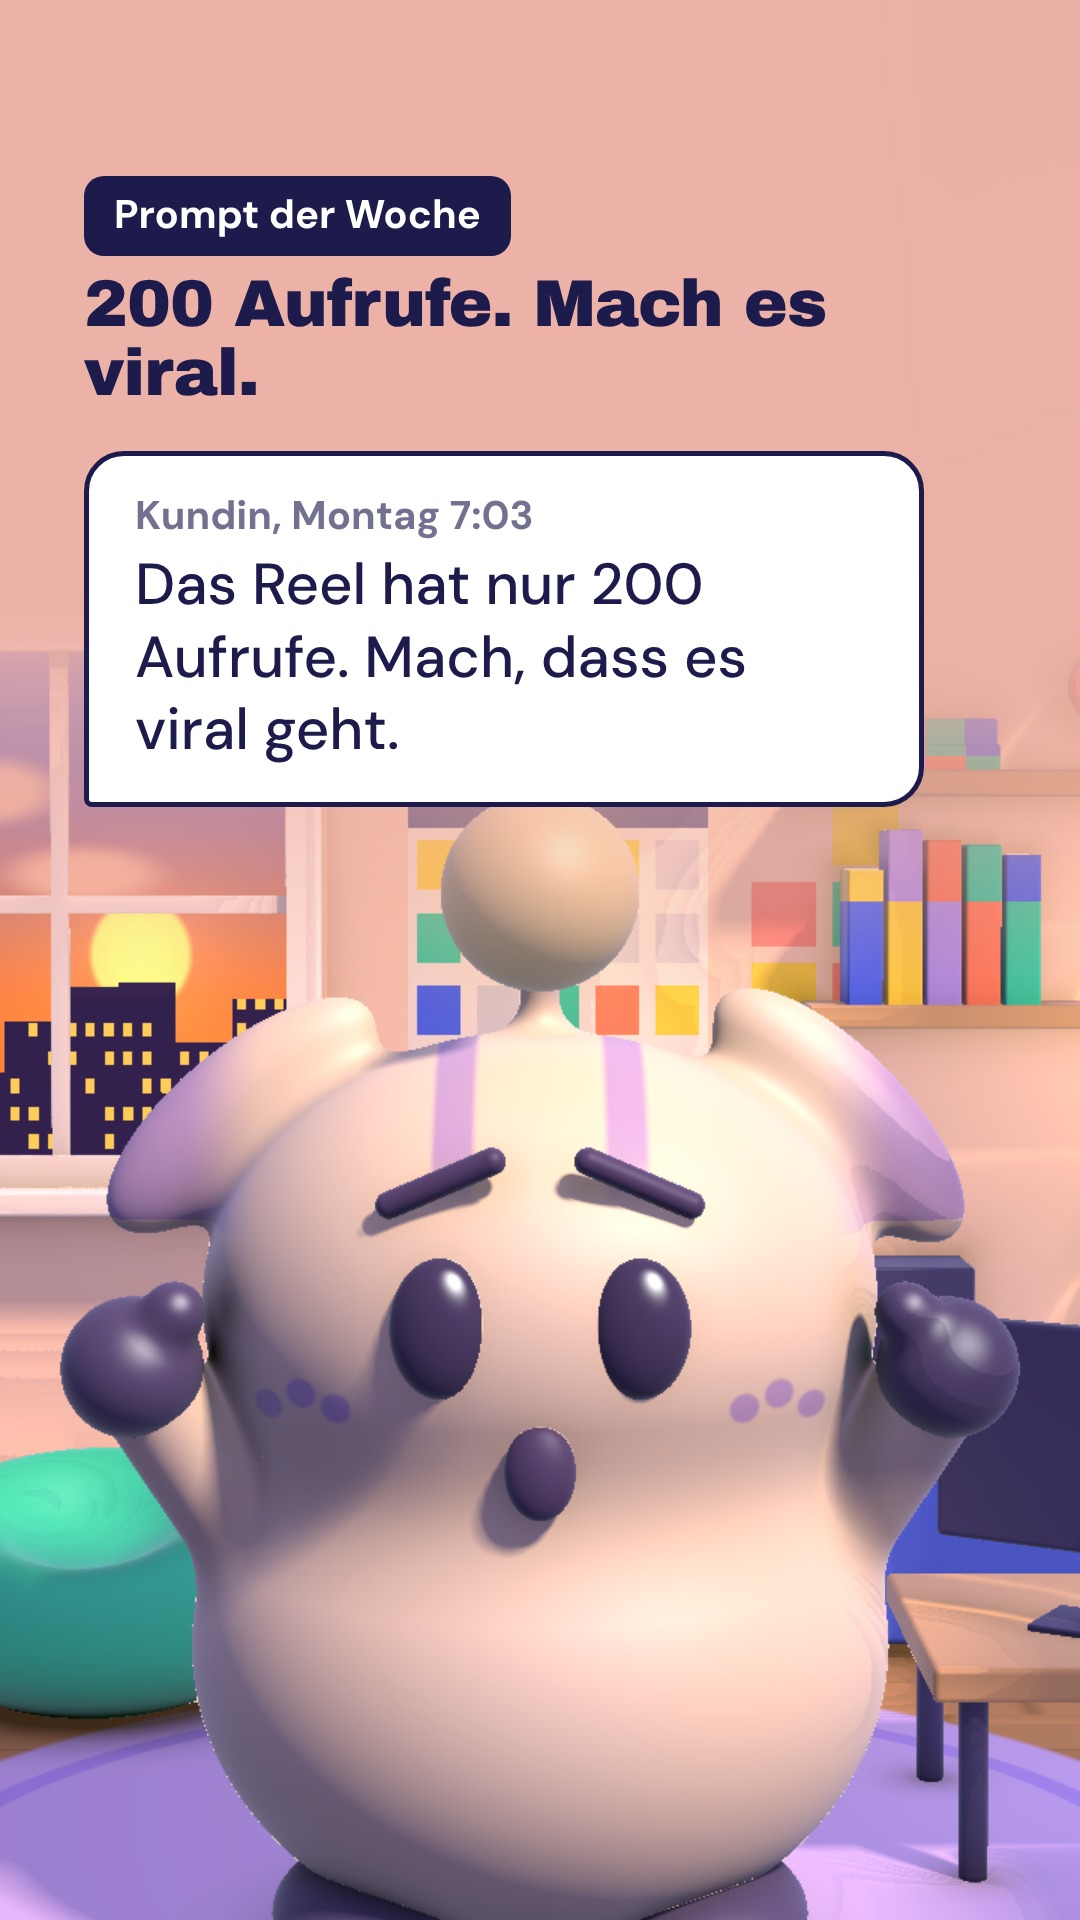 Prompt der Woche
200 Aufrufe. Mach es
viral.
Kundin, Montag 7:03
Das Reel hat nur 200
Aufrufe. Mach, dass es
viral geht.